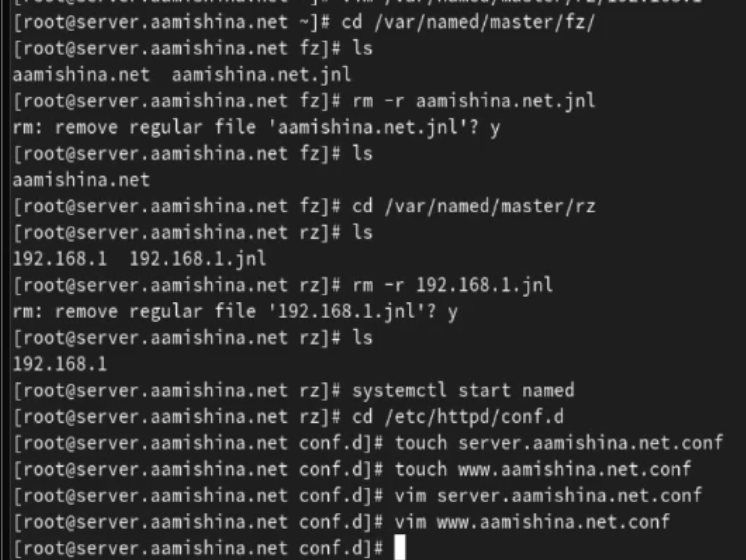 [root@server.aamishina.net ~]# cd /var/named/master/fz/
[root@server.aamishina.net fz]# ls
aamishina.net  aamishina.net.jnl
[root@server.aamishina.net fz]# rm -r aamishina.net.jnl
rm: remove regular file 'aamishina.net.jnl'? y
[root@server.aamishina.net fz]# ls
aamishina.net
[root@server.aamishina.net fz]# cd /var/named/master/rz
[root@server.aamishina.net rz]# ls
192.168.1  192.168.1.jnl
[root@server.aamishina.net rz]# rm -r 192.168.1.jnl
rm: remove regular file '192.168.1.jnl'? y
[root@server.aamishina.net rz]# ls
192.168.1
[root@server.aamishina.net rz]# systemctl start named
[root@server.aamishina.net rz]# cd /etc/httpd/conf.d
[root@server.aamishina.net conf.d]# touch server.aamishina.net.conf
[root@server.aamishina.net conf.d]# touch www.aamishina.net.conf
[root@server.aamishina.net conf.d]# vim server.aamishina.net.conf
[root@server.aamishina.net conf.d]# vim www.aamishina.net.conf
[root@server.aamishina.net conf.d]#